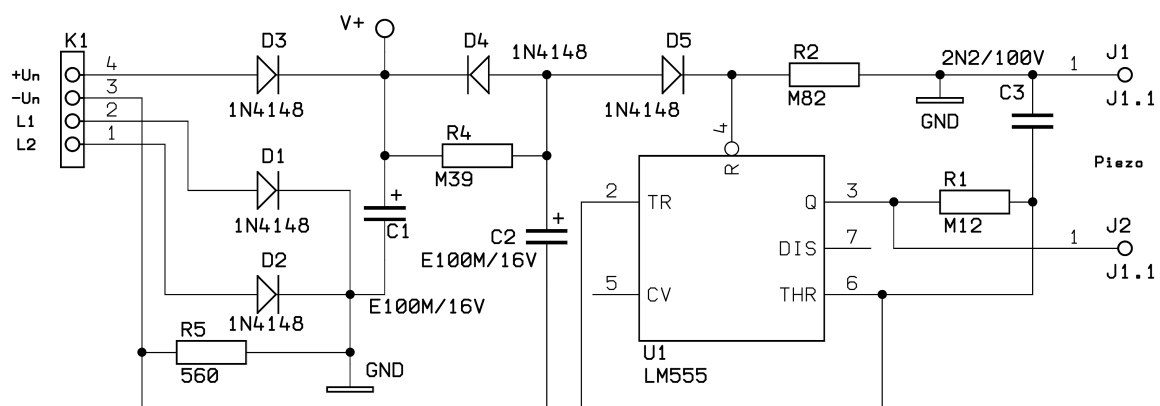 V+
K1
+Un
-Un
L1
L2
4
3
2
1
D3
1N4148
D4
1N4148
D5
1N4148
R2
M82
2N2/100V
C3
GND
1
J1
J1.1
Piezo
R4
M39
D1
1N4148
+
C1
E100M/16V
+
C2
E100M/16V
D2
1N4148
R5
560
GND
4
R
2
TR
5
CV
Q
3
DIS
7
THR
6
U1
LM555
R1
M12
1
J2
J1.1